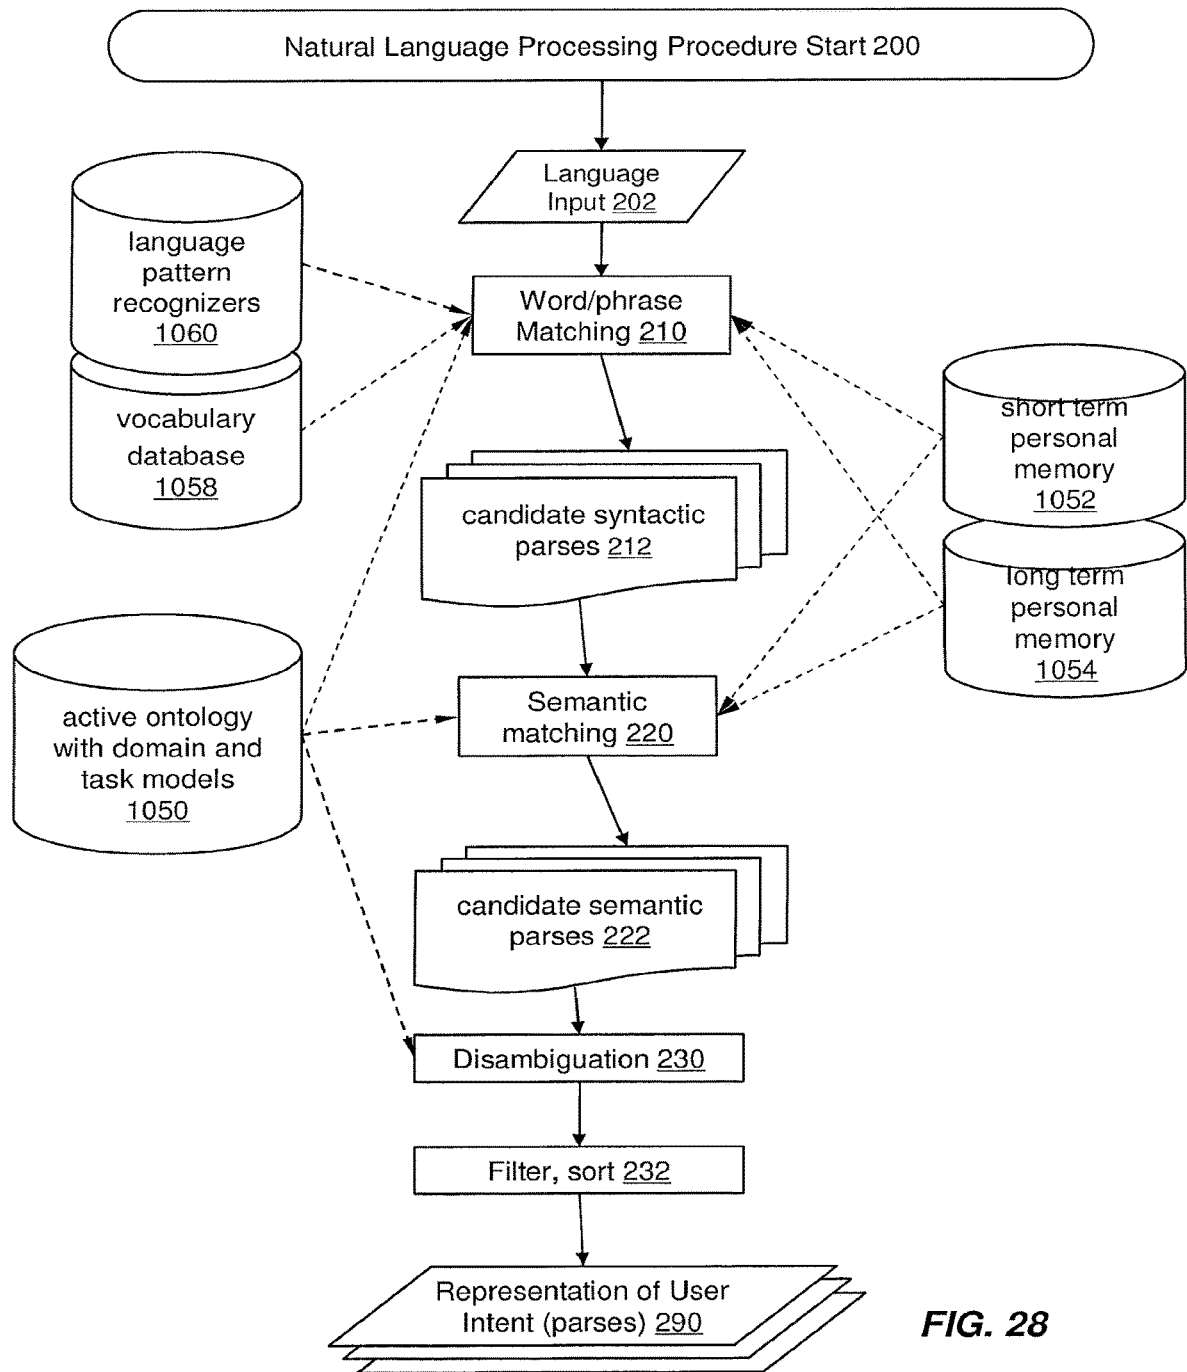 Natural Language Processing Procedure Start 200
Language
Input 202
language
pattern
recognizers
1060
Word/phrase
Matching 210
vocabulary
database
1058
short term
personal
memory
1052
candidate syntactic
parses 212
long term
personal
memory
1054
active ontology
with domain and
task models
1050
Semantic
matching 220
candidate semantic
parses 222
Disambiguation 230
Filter, sort 232
Representation of User
Intent (parses) 290
FIG. 28